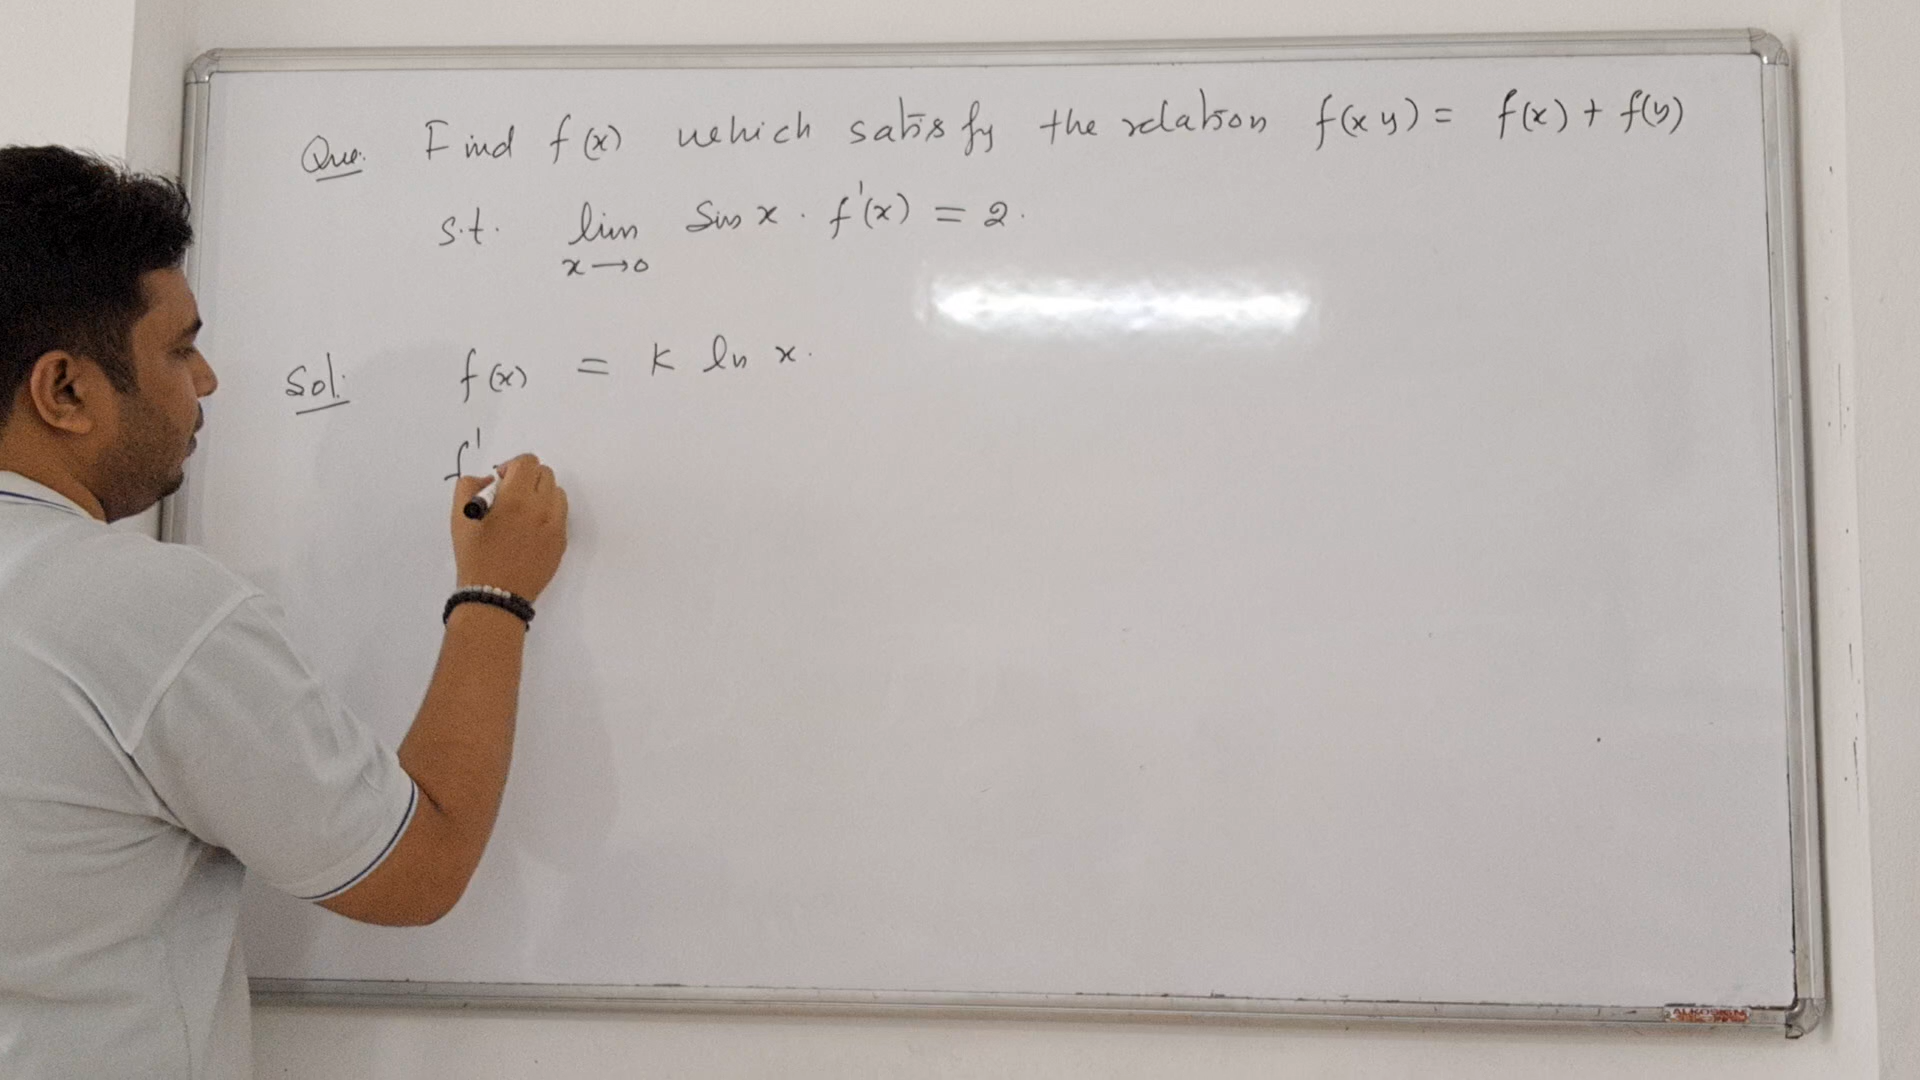 Que: Find f(x) which satisfy the relation f(xy) = f(x) + f(y)
s.t. lim x→0 Sin x . f'(x) = 2.
Sol: f(x) = K ln x.
f'